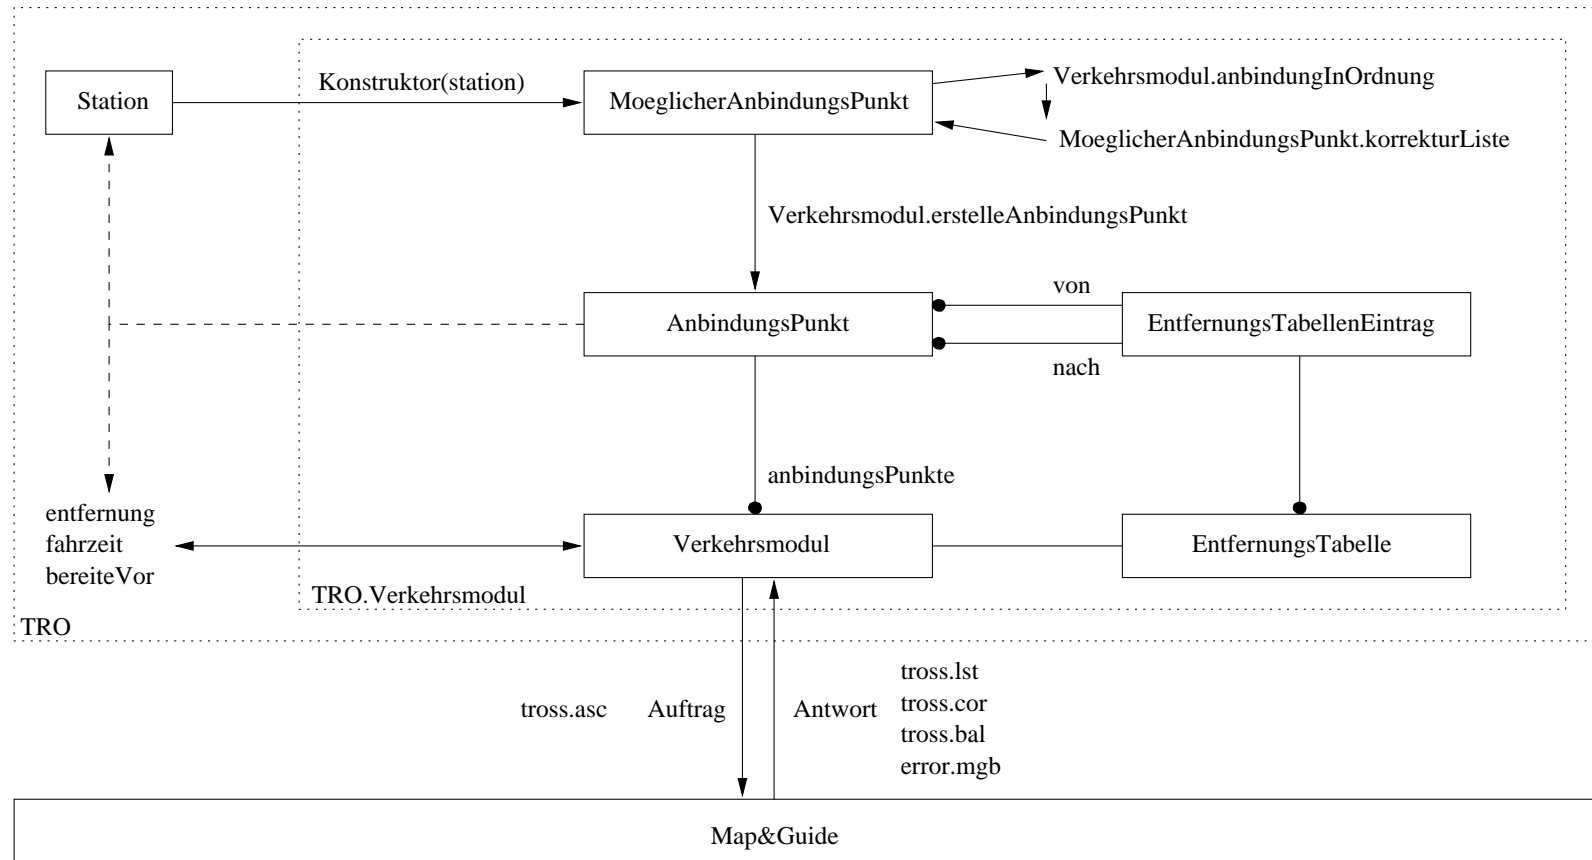 Station
Konstruktor(station)
MoeglicherAnbindungsPunkt
Verkehrsmodul.anbindungInOrdnung
MoeglicherAnbindungsPunkt.korrekturListe
Verkehrsmodul.erstelleAnbindungsPunkt
AnbindungsPunkt
von
nach
EntfernungsTabellenEintrag
anbindungsPunkte
entfernung
fahrzeit
bereiteVor
Verkehrsmodul
EntfernungsTabelle
TRO.Verkehrsmodul
TRO
tross.asc
Auftrag
Antwort
tross.lst
tross.cor
tross.bal
error.mgb
Map&Guide